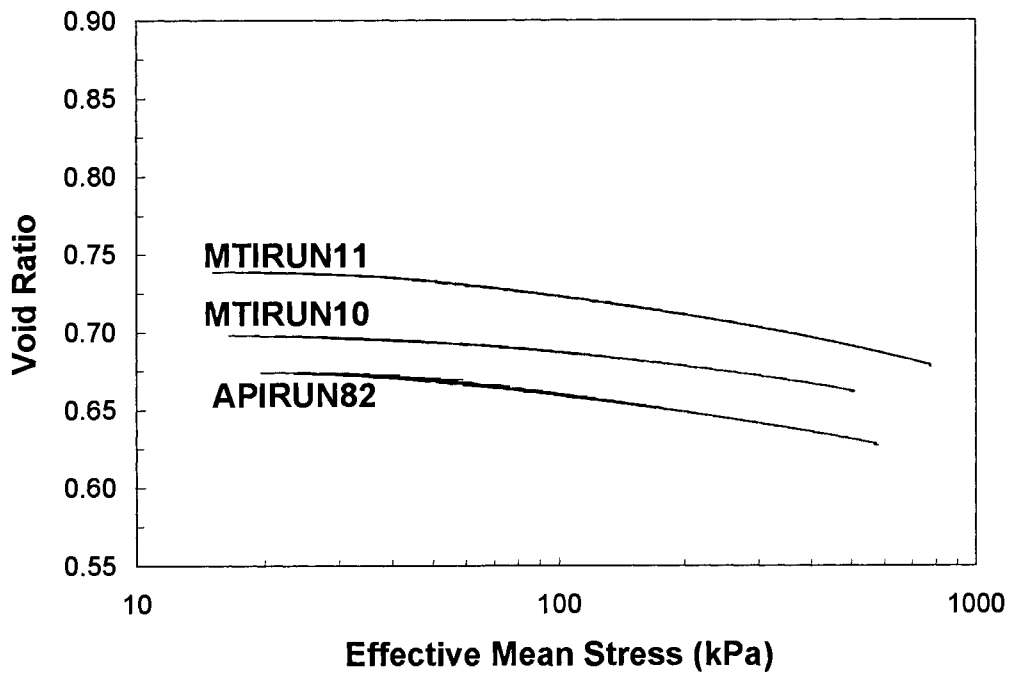 0.90
0.85
0.80
0.75
0.70
0.65
0.60
0.55
Void Ratio
MTIRUN11
MTIRUN10
APIRUN82
10 100 1000
Effective Mean Stress (kPa)